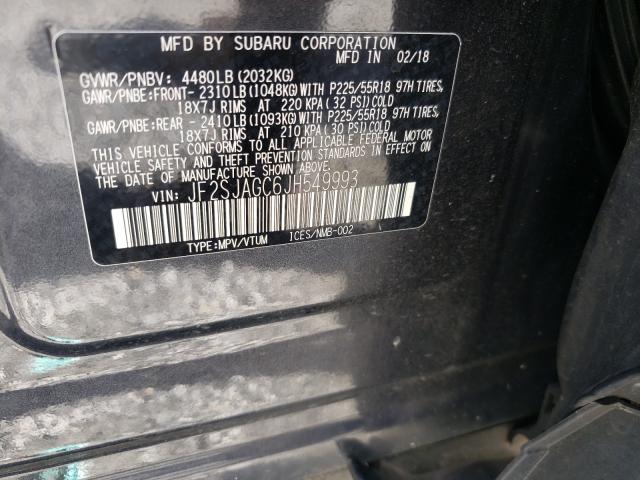 MFD BY SUBARU CORPORATION
MFD IN 02/18
GVWR/PNBV: 4480LB(2032KG)
GAWR/PNBE:FRONT- 2310LB(1048KG)WITH P225/55R18 97H TIRES,
18X7J RIMS AT 220 KPA(32 PSI)COLD
GAWR/PNBE:REAR - 2410LB(1093KG)WITH P225/55R18 97H TIRES,
18X7J RIMS AT 210 KPA(30 PSI)COLD
THIS VEHICLE CONFORMS TO ALL APPLICABLE FEDERAL MOTOR
VEHICLE SAFETY AND THEFT PREVENTION STANDARDS IN EFFECT ON
THE DATE OF MANUFACTURE SHOWN ABOVE.
VIN: JF2SJAGC6JH549993
TYPE:MPV/VTUM ICES/NMB-002